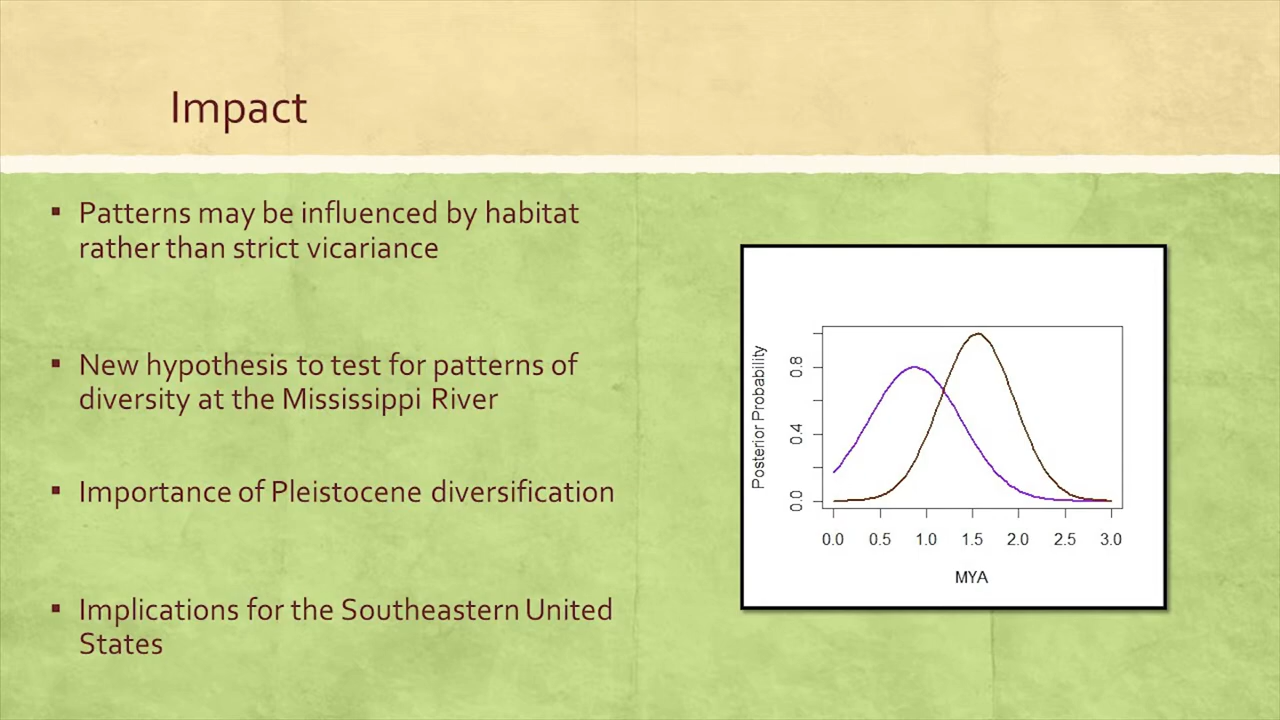 Impact
▪ Patterns may be influenced by habitat
rather than strict vicariance
▪ New hypothesis to test for patterns of
diversity at the Mississippi River
▪ Importance of Pleistocene diversification
▪ Implications for the Southeastern United
States
Posterior Probability
0.8
0.4
0.0
0.0 0.5 1.0 1.5 2.0 2.5 3.0
MYA